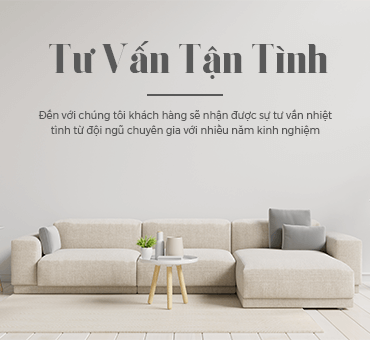 Tư Vấn Tận Tình
Đến với chúng tôi khách hàng sẽ nhận được sự tư vấn nhiệt
tình từ đội ngũ chuyên gia với nhiều năm kinh nghiệm